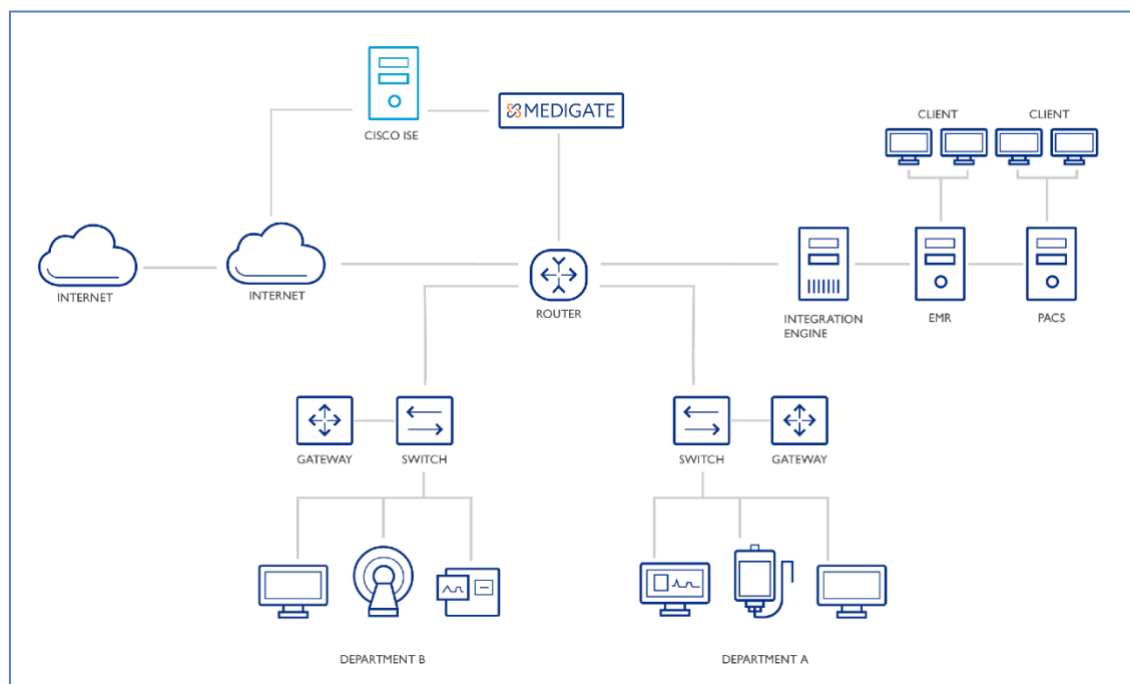 CLIENT
CLIENT
MEDIGATE
CISCO ISE
INTERNET
INTERNET
ROUTER
INTEGRATION
ENGINE
EMR
PACS
GATEWAY
SWITCH
SWITCH
GATEWAY
DEPARTMENT B
DEPARTMENT A